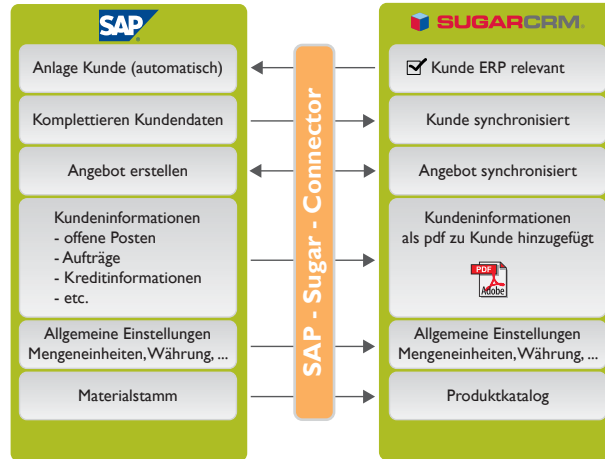 SAP
Anlage Kunde (automatisch)
Komplettieren Kundendaten
Angebot erstellen
Kundeninformationen
- offene Posten
- Aufträge
- Kreditinformationen
- etc.
Allgemeine Einstellungen
Mengeneinheiten, Währung, ...
Materialstamm
SAP - Sugar - Connector
SUGARCRM.
Kunde ERP relevant
Kunde synchronisiert
Angebot synchronisiert
Kundeninformationen
als pdf zu Kunde hinzugefügt
PDF
Adobe
Allgemeine Einstellungen
Mengeneinheiten, Währung, ...
Produktkatalog